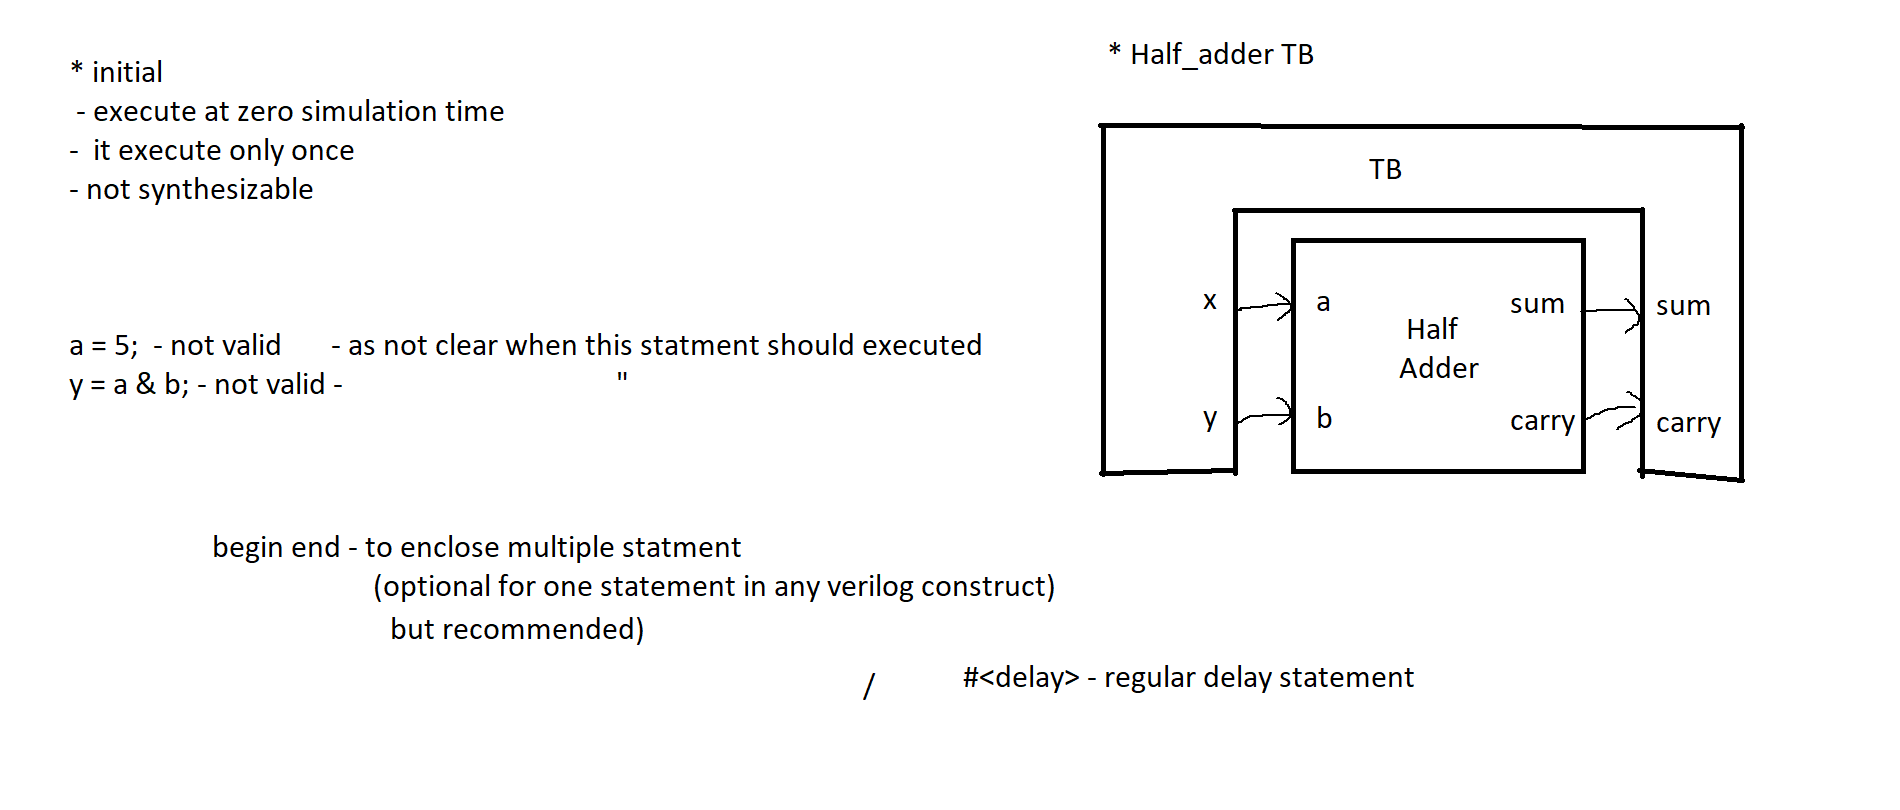 * initial
- execute at zero simulation time
- it execute only once
- not synthesizable
a = 5; - not valid - as not clear when this statment should executed
y = a & b; - not valid - "
begin end - to enclose multiple statment
(optional for one statement in any verilog construct)
but recommended)
/ #<delay> - regular delay statement
* Half_adder TB
TB
x a sum sum
Half
Adder
y b carry carry